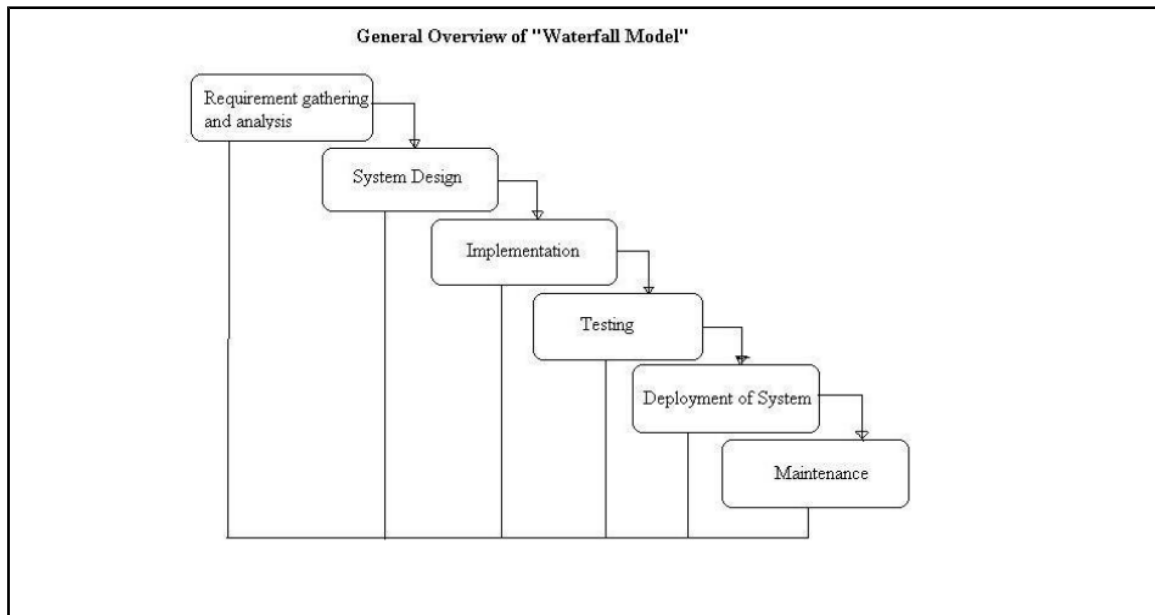 General Overview of "Waterfall Model"
Requirement gathering
and analysis
System Design
Implementation
Testing
Deployment of System
Maintenance